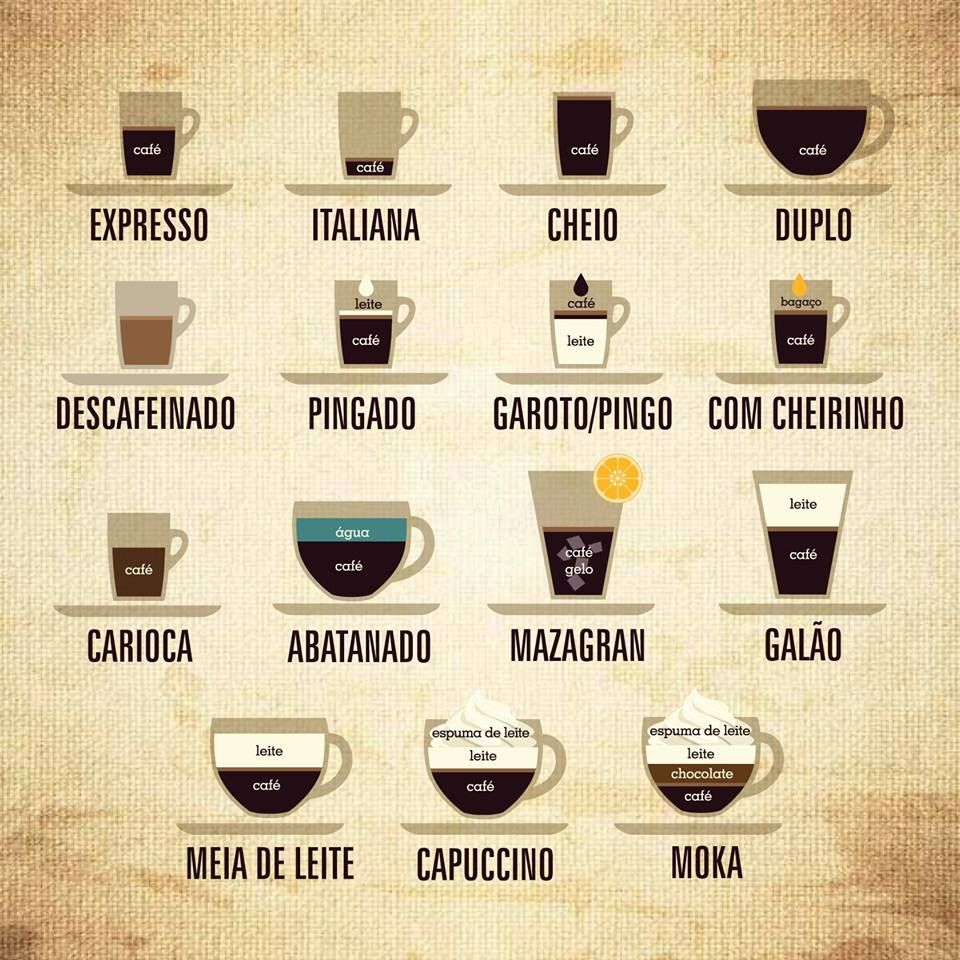 café
EXPRESSO
café
ITALIANA
café
CHEIO
café
DUPLO
DESCAFEINADO
leite
café
PINGADO
café
leite
GAROTO/PINGO
bagaço
café
COM CHEIRINHO
café
CARIOCA
água
café
ABATANADO
café
gelo
MAZAGRAN
leite
café
GALÃO
leite
café
MEIA DE LEITE
espuma de leite
leite
café
CAPUCCINO
espuma de leite
leite
chocolate
café
MOKA